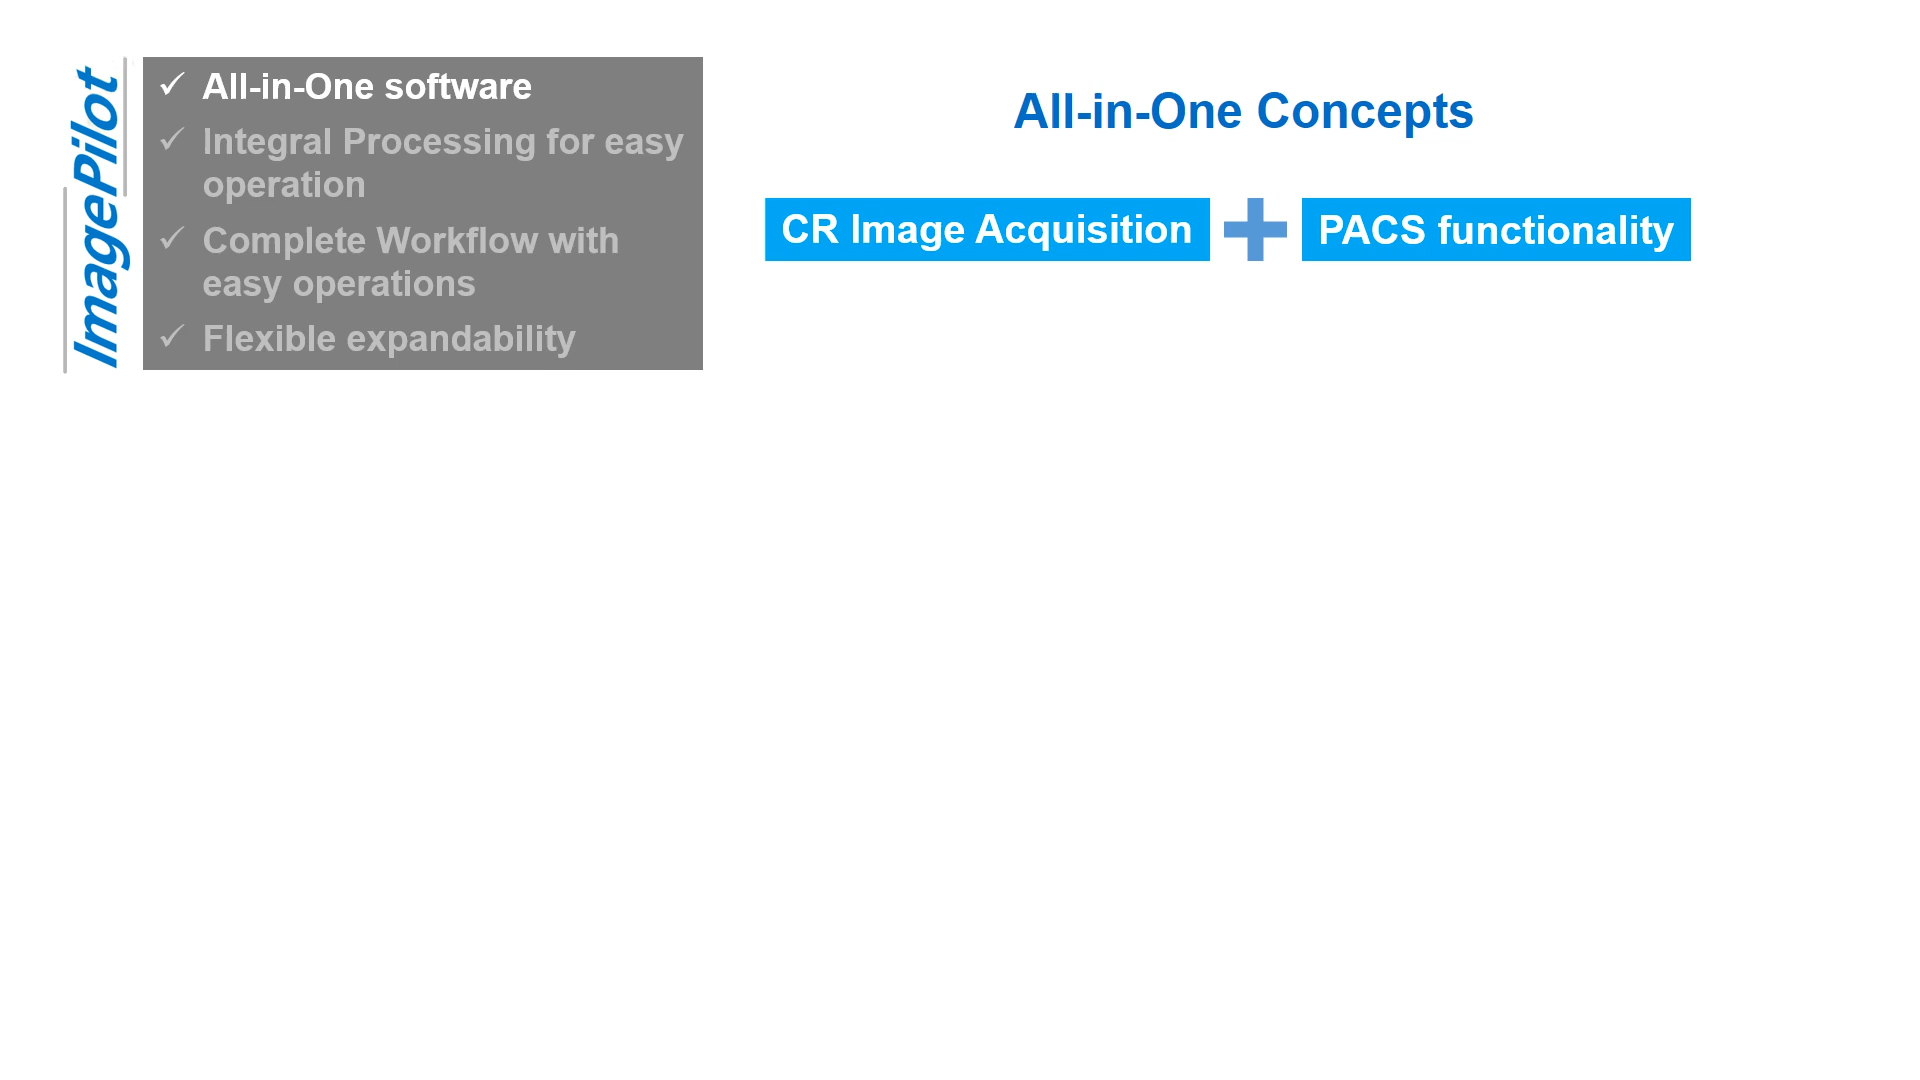 ImagePilot
✓ All-in-One software
✓ Integral Processing for easy
operation
✓ Complete Workflow with
easy operations
✓ Flexible expandability
All-in-One Concepts
CR Image Acquisition + PACS functionality